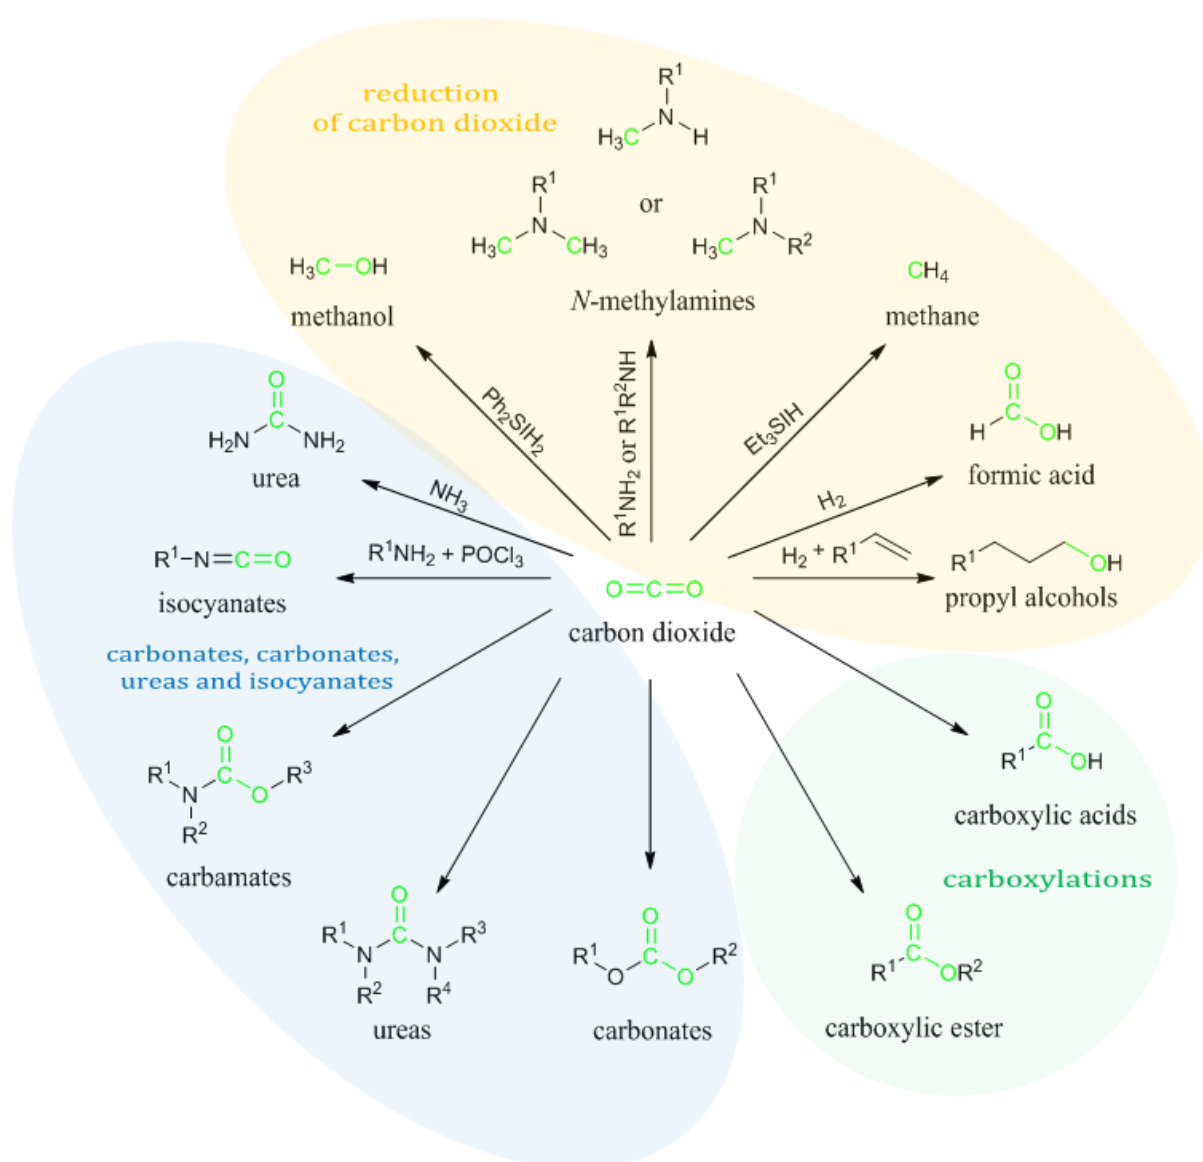 reduction
of carbon dioxide
R¹
N
H₃C H
R¹ R¹
or
N N
H₃C CH₃ H₃C R²
N-methylamines
H₃C−OH
methanol
CH₄
methane
Ph₂SIH₂
R¹NH₂ or R¹R²NH
Et₃SIH
O
C
H₂N NH₂
urea
NH₃
O
C
H OH
formic acid
H₂
R¹−N=C=O
isocyanates
R¹NH₂ + POCl₃
H₂ + R¹
R¹ OH
propyl alcohols
O=C=O
carbon dioxide
carbonates, carbonates,
ureas and isocyanates
O
C
R¹ OH
carboxylic acids
O
R¹ C R³
N O
R²
carbamates
carboxylations
O
R¹ C R³
N N
R² R⁴
ureas
O
R¹ C R²
O O
carbonates
O
C
R¹ OR²
carboxylic ester